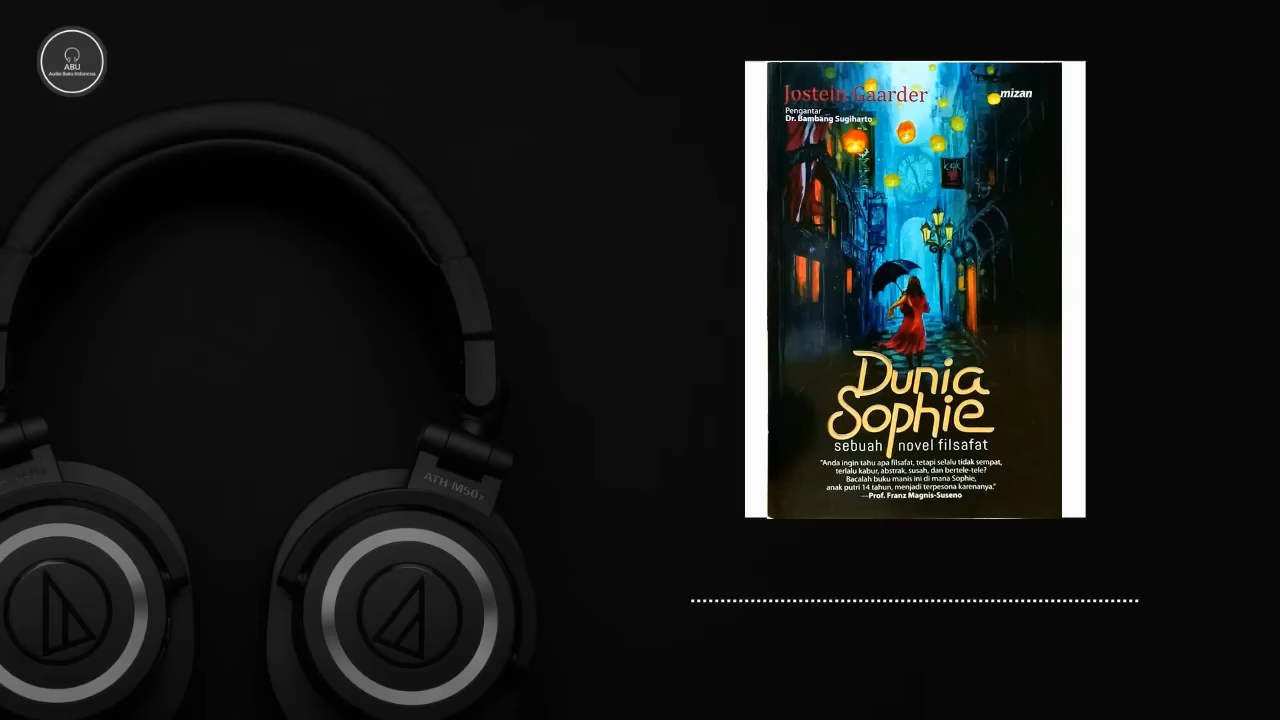 ABU
Audio Buku Indonesia
Jostein Gaarder
mizan
Pengantar
Dr. Bambang Sugiharto
Dunia
Sophie
sebuah novel filsafat
"Anda ingin tahu apa filsafat, tetapi selalu tidak sempat,
terlalu kabur, abstrak, susah, dan bertele-tele?
Bacalah buku manis ini di mana Sophie,
anak putri 14 tahun, menjadi terpesona karenanya."
—Prof. Franz Magnis-Suseno
ATH-M50x